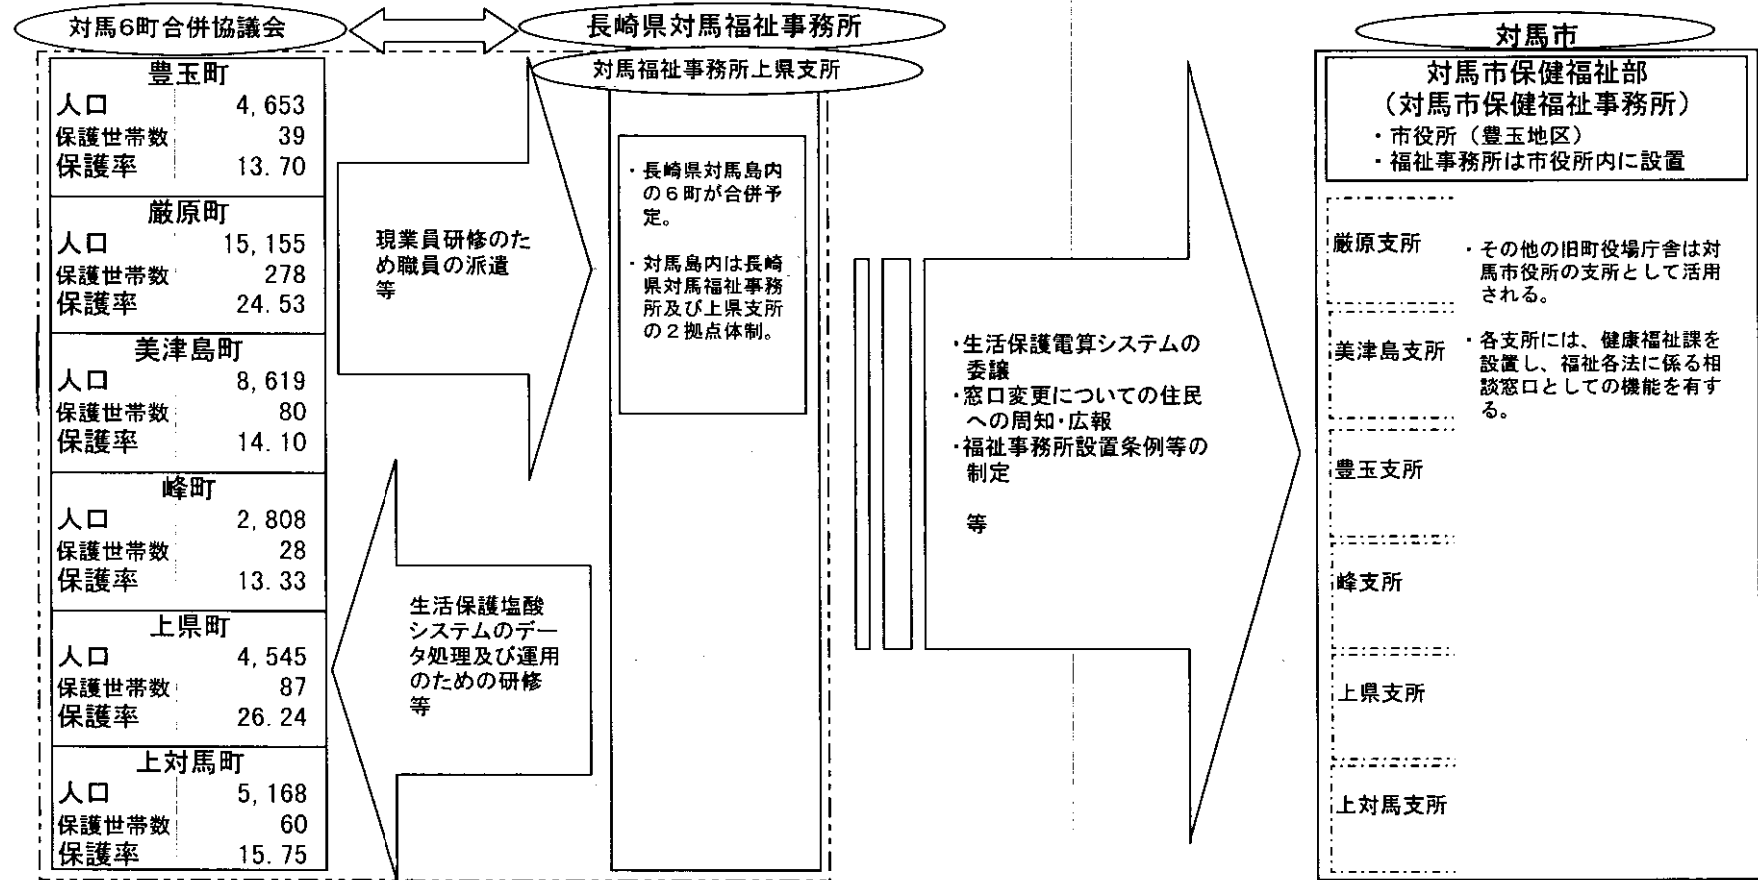 対馬6町合併協議会
長崎県対馬福祉事務所
対馬福祉事務所上県支所
豊玉町
人口 4,653
保護世帯数 39
保護率 13.70
厳原町
人口 15,155
保護世帯数 278
保護率 24.53
美津島町
人口 8,619
保護世帯数 80
保護率 14.10
峰町
人口 2,808
保護世帯数 28
保護率 13.33
上県町
人口 4,545
保護世帯数 87
保護率 26.24
上対馬町
人口 5,168
保護世帯数 60
保護率 15.75
現業員研修のた
め職員の派遣
等
生活保護塩酸
システムのデー
タ処理及び運用
のための研修
等
・長崎県対馬島内
の6町が合併予
定。
・対馬島内は長崎
県対馬福祉事務
所及び上県支所
の2拠点体制。
・生活保護電算システムの
委譲
・窓口変更についての住民
への周知・広報
・福祉事務所設置条例等の
制定
等
対馬市
対馬市保健福祉部
（対馬市保健福祉事務所）
・市役所（豊玉地区）
・福祉事務所は市役所内に設置
厳原支所
美津島支所
豊玉支所
峰支所
上県支所
上対馬支所
・その他の旧町役場庁舎は対
馬市役所の支所として活用
される。
・各支所には、健康福祉課を
設置し、福祉各法に係る相
談窓口としての機能を有す
る。